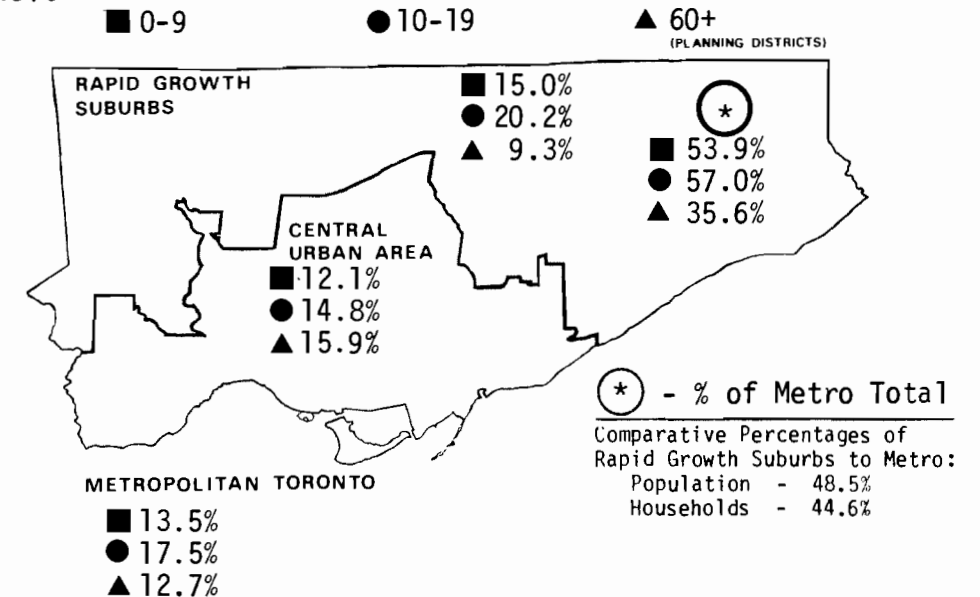 ■ 0-9 ● 10-19 ▲ 60+
(PLANNING DISTRICTS)
RAPID GROWTH
SUBURBS
■ 15.0%
● 20.2%
▲ 9.3%
*
■ 53.9%
● 57.0%
▲ 35.6%
CENTRAL
URBAN AREA
■ 12.1%
● 14.8%
▲ 15.9%
* - % of Metro Total
Comparative Percentages of
Rapid Growth Suburbs to Metro:
Population - 48.5%
Households - 44.6%
METROPOLITAN TORONTO
■ 13.5%
● 17.5%
▲ 12.7%